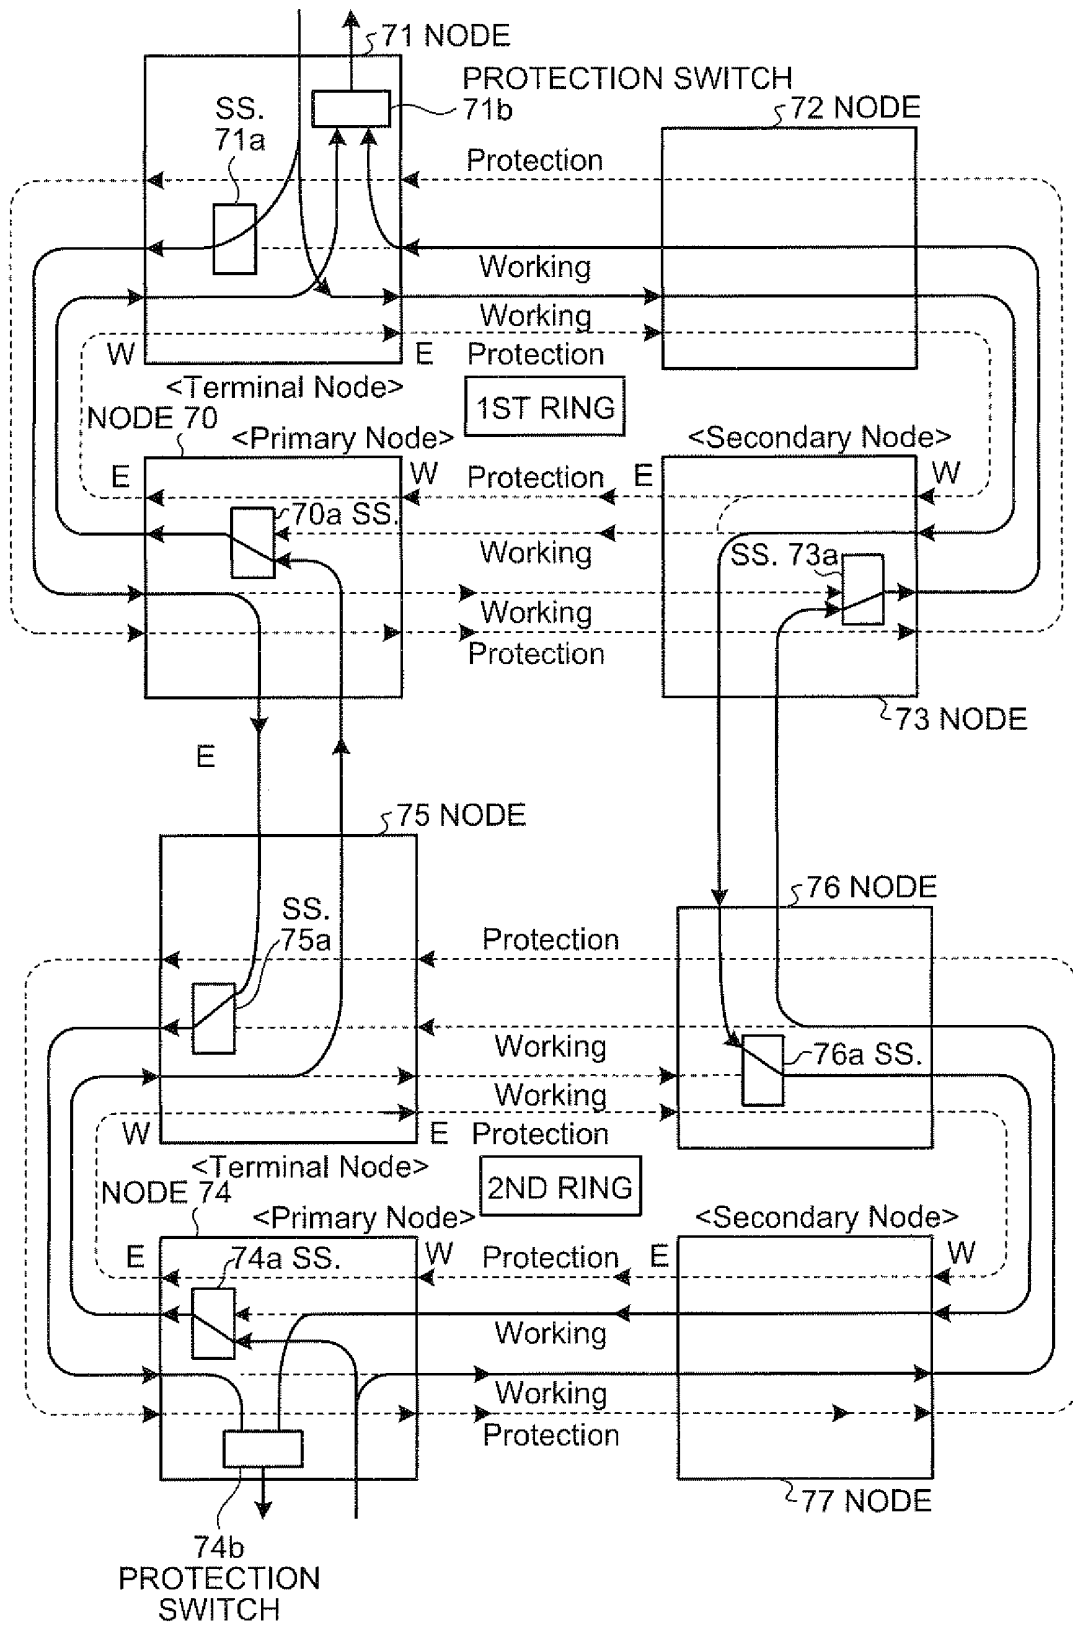 71 NODE
PROTECTION SWITCH
SS.
71a
71b
72 NODE
Protection
Working
Working
W
E
Protection
<Terminal Node>
1ST RING
NODE 70
<Primary Node>
<Secondary Node>
E
W
Protection
E
W
70a SS.
Working
SS. 73a
Working
Protection
73 NODE
E
75 NODE
76 NODE
SS.
75a
Protection
Working
76a SS.
Working
W
E
Protection
<Terminal Node>
2ND RING
NODE 74
<Primary Node>
<Secondary Node>
E
74a SS.
W
Protection
E
W
Working
Working
Protection
77 NODE
74b
PROTECTION
SWITCH